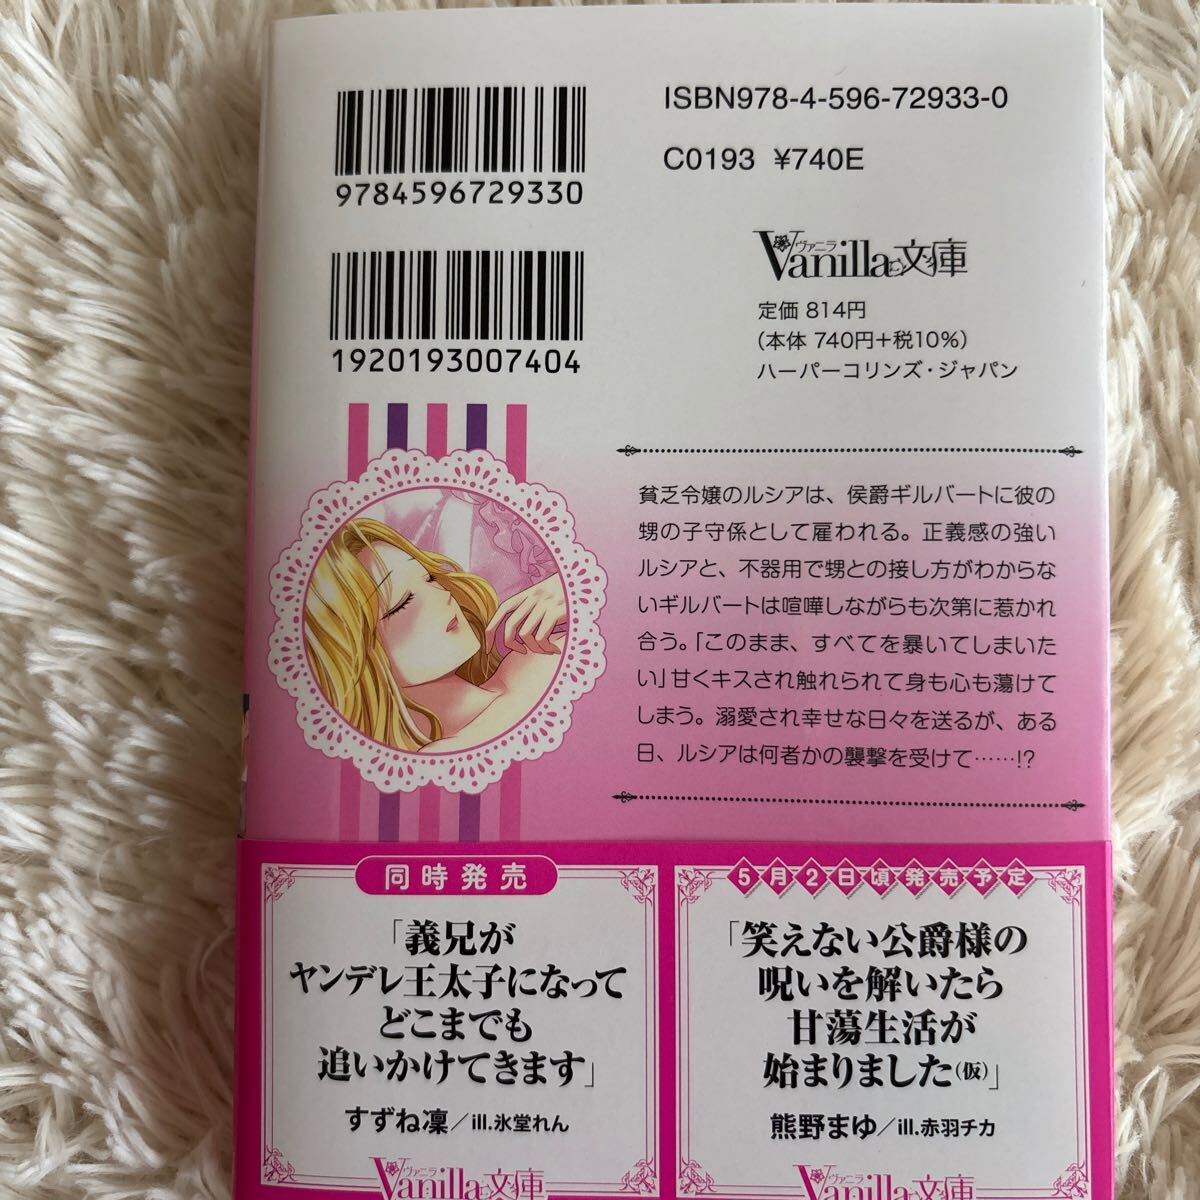 9784596729330
1920193007404
ISBN978-4-596-72933-0
C0193 ¥740E
ヴァニラ
Vanilla文庫
定価 814円
(本体 740円+税10%)
ハーパーコリンズ・ジャパン
貧乏令嬢のルシアは、侯爵ギルバートに彼の
甥の子守係として雇われる。正義感の強い
ルシアと、不器用で甥との接し方がわからな
いギルバートは喧嘩しながらも次第に惹かれ
合う。「このまま、すべてを暴いてしまいた
い」甘くキスされ触れられて身も心も蕩けて
しまう。溺愛され幸せな日々を送るが、ある
日、ルシアは何者かの襲撃を受けて……!?
同時発売
「義兄が
ヤンデレ王太子になって
どこまでも
追いかけてきます」
すずね凜/ill.氷堂れん
ヴァニラ
Vanilla文庫
5月2日頃発売予定
「笑えない公爵様の
呪いを解いたら
甘蕩生活が
始まりました(仮)」
熊野まゆ/ill.赤羽チカ
ヴァニラ
Vanilla文庫